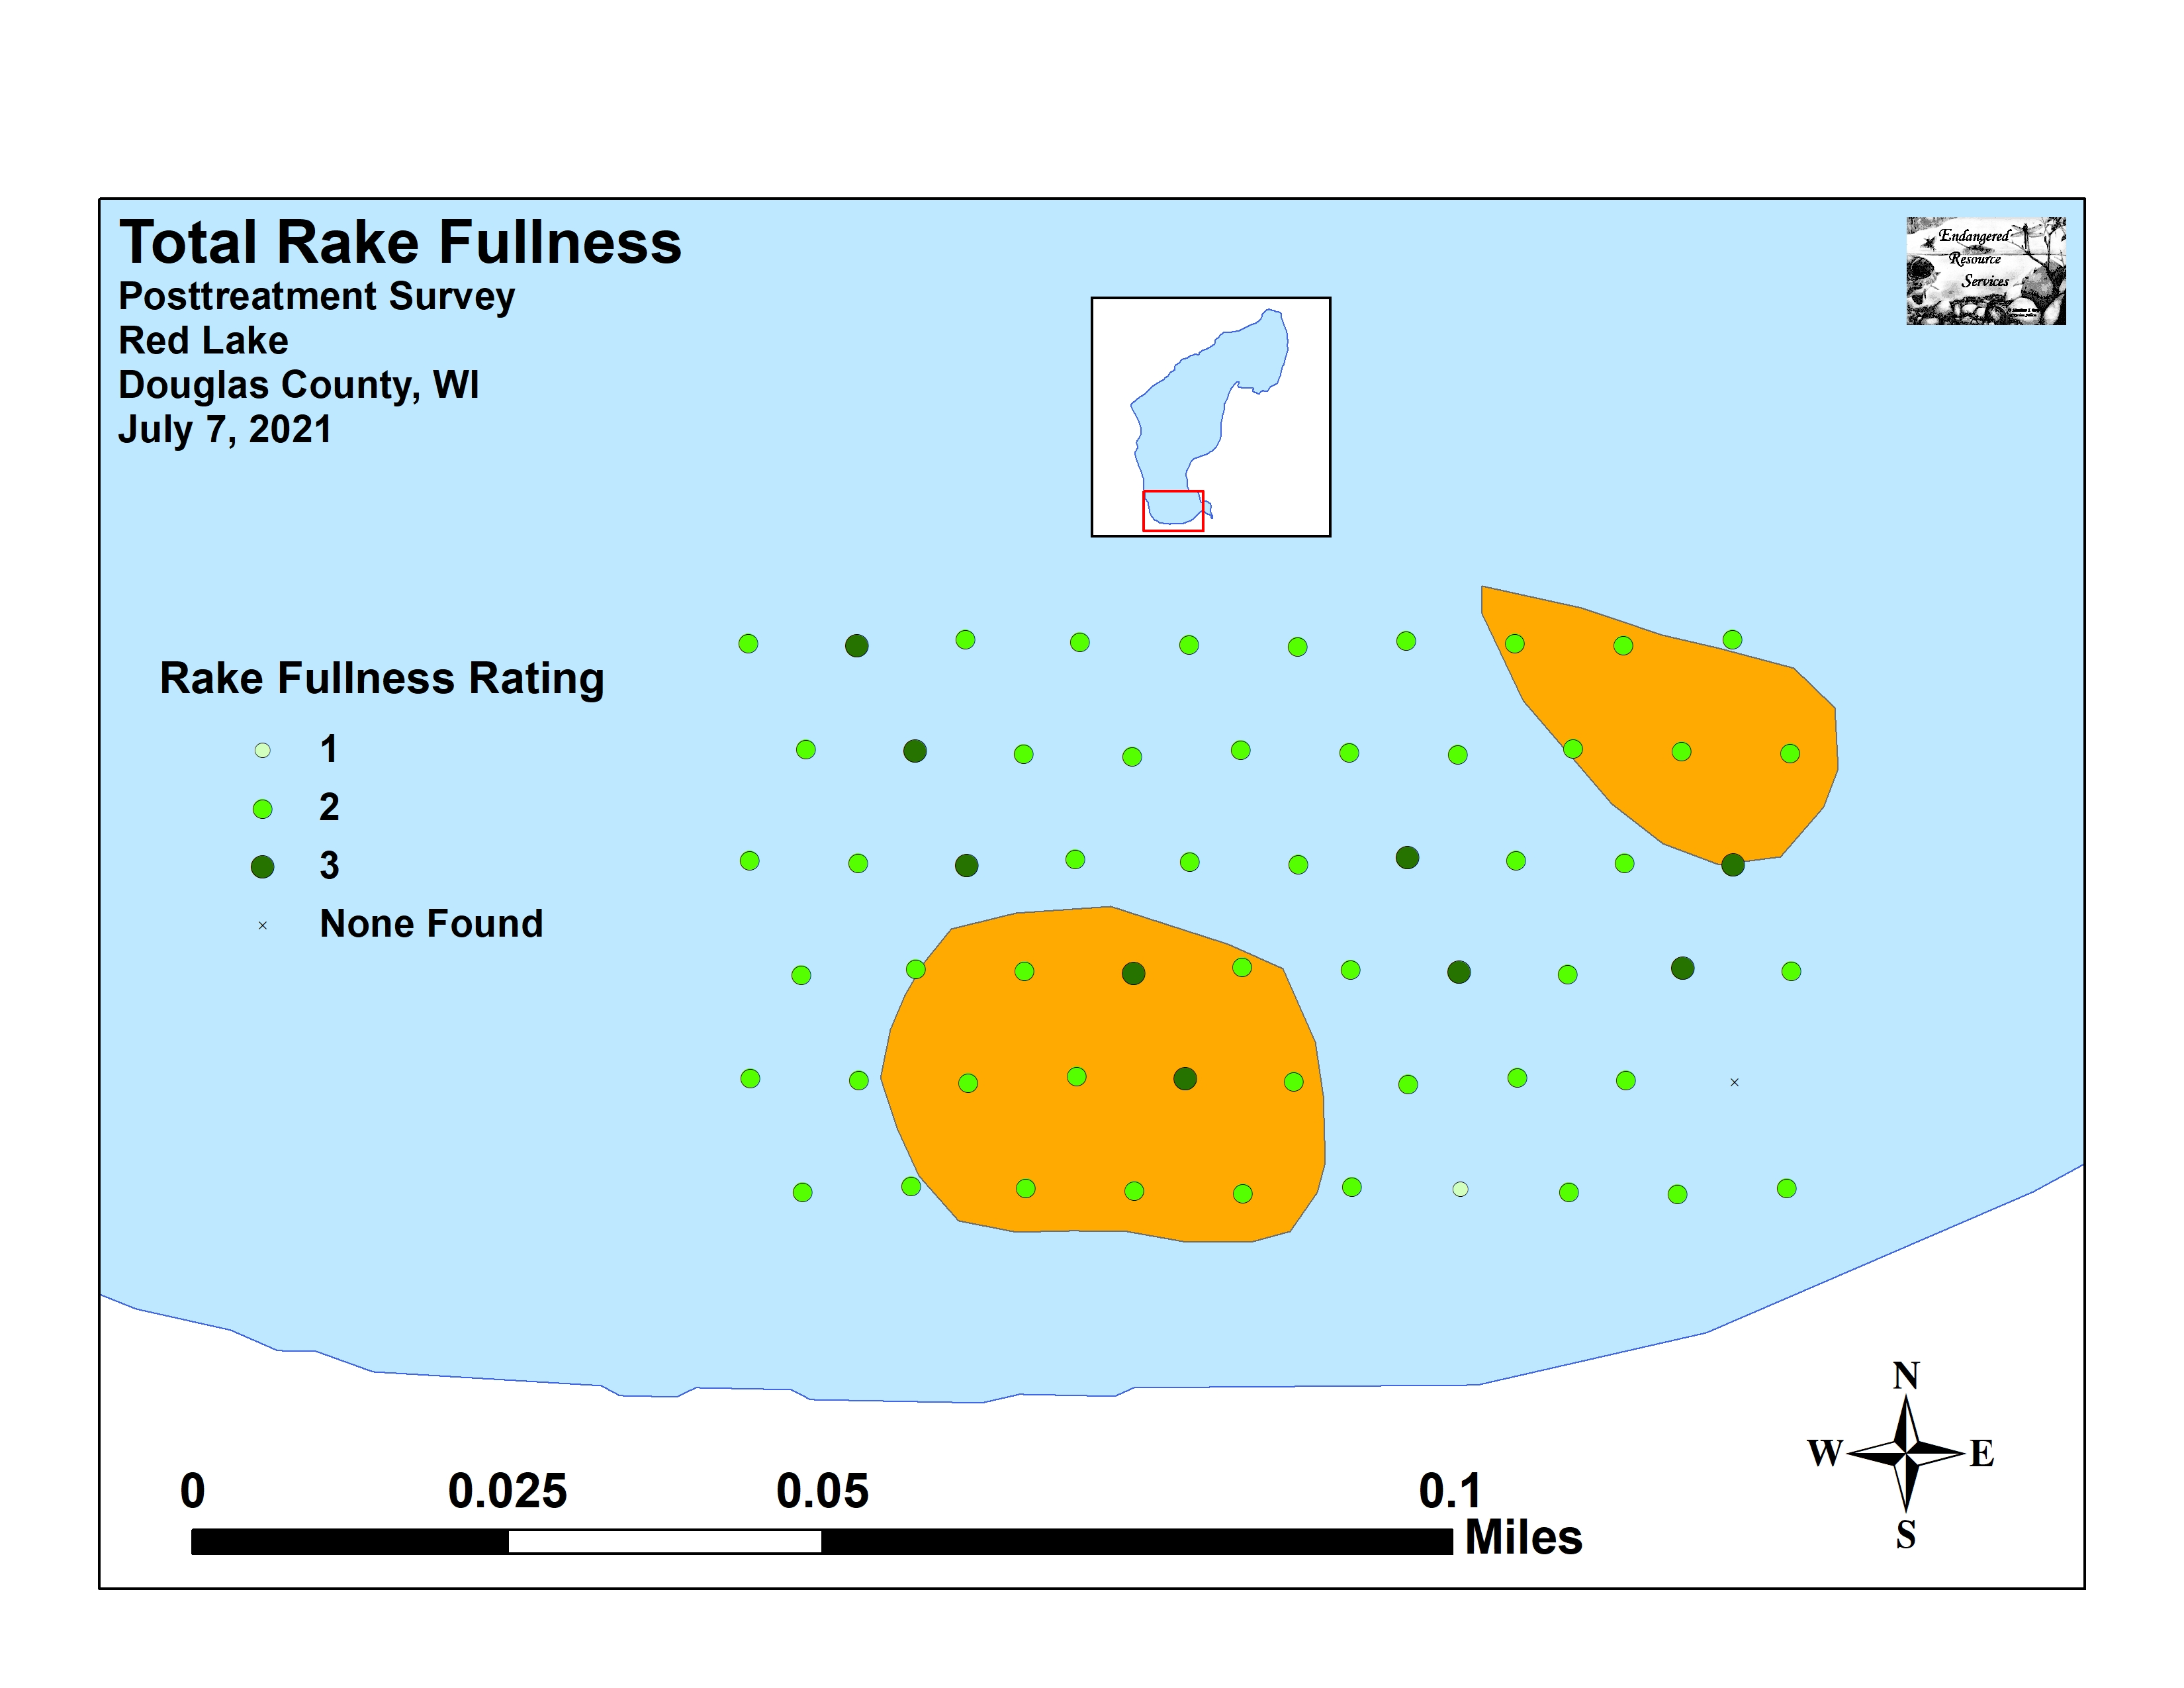 Total Rake Fullness
Posttreatment Survey
Red Lake
Douglas County, WI
July 7, 2021
Endangered
Resource
Services
Rake Fullness Rating
1
2
3
None Found
N
W E
S
0 0.025 0.05 0.1
Miles